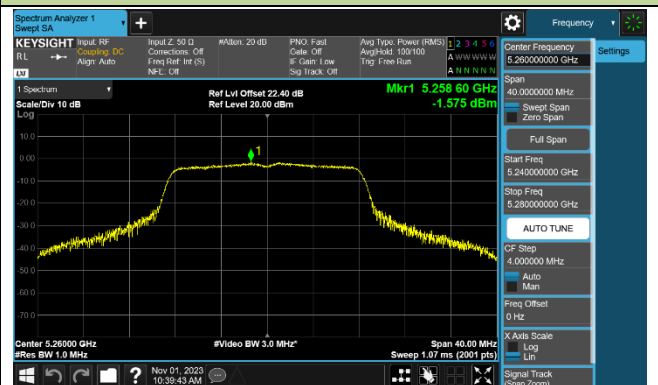 Spectrum Analyzer 1
Swept SA
Frequency
KEYSIGHT
RL
LXI
Input: RF
Coupling: DC
Align: Auto
Input Z: 50 Ω
Corrections: Off
Freq Ref: Int (S)
NFE: Off
#Atten: 20 dB
PNO: Fast
Gate: Off
IF Gain: Low
Sig Track: Off
Avg Type: Power (RMS)
Avg|Hold: 100/100
Trig: Free Run
1 2 3 4 5 6
A W W W W W
A N N N N N
Center Frequency
5.260000000 GHz
Settings
1 Spectrum
Scale/Div 10 dB
Log
Ref Lvl Offset 22.40 dB
Ref Level 20.00 dBm
Mkr1 5.258 60 GHz
-1.575 dBm
Span
40.0000000 MHz
Swept Span
Zero Span
Full Span
Start Freq
5.240000000 GHz
Stop Freq
5.280000000 GHz
AUTO TUNE
CF Step
4.000000 MHz
Auto
Man
Freq Offset
0 Hz
X Axis Scale
Log
Lin
Signal Track
(Span Zoom)
10.0
0.00
-10.0
-20.0
-30.0
-40.0
-50.0
-60.0
-70.0
1
Center 5.26000 GHz
#Res BW 1.0 MHz
#Video BW 3.0 MHz*
Span 40.00 MHz
Sweep 1.07 ms (2001 pts)
Nov 01, 2023
10:39:43 AM